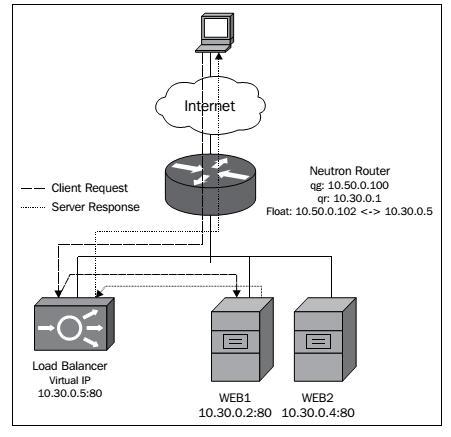 Internet
Neutron Router
qg: 10.50.0.100
qr: 10.30.0.1
Float: 10.50.0.102 <-> 10.30.0.5
Client Request
Server Response
Load Balancer
Virtual IP
10.30.0.5:80
WEB1
10.30.0.2:80
WEB2
10.30.0.4:80